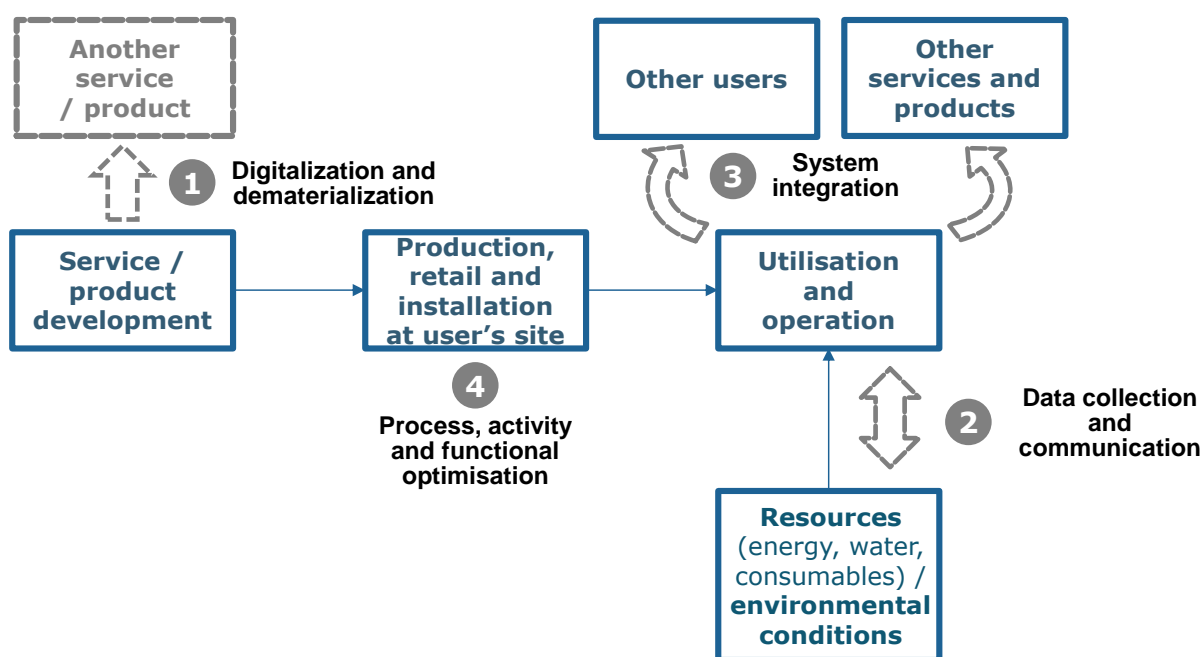 Another
service
/ product
Other users
Other
services and
products
1
Digitalization and
dematerialization
3
System
integration
Service /
product
development
Production,
retail and
installation
at user’s site
Utilisation
and
operation
4
Process, activity
and functional
optimisation
2
Data collection
and
communication
Resources
(energy, water,
consumables) /
environmental
conditions